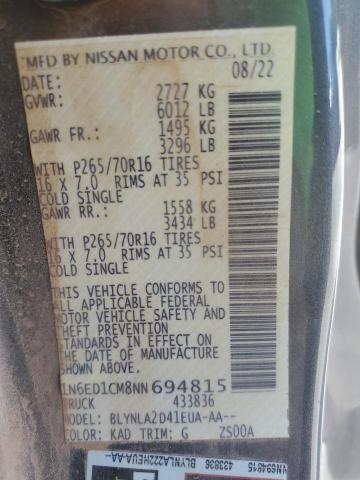 MFD BY NISSAN MOTOR CO., LTD
DATE: 08/22
GVWR: 2727 KG
6012 LB
GAWR FR.: 1495 KG
3296 LB
WITH P265/70R16 TIRES
16 X 7.0 RIMS AT 35 PSI
COLD SINGLE
GAWR RR.: 1558 KG
3434 LB
WITH P265/70R16 TIRES
16 X 7.0 RIMS AT 35 PSI
COLD SINGLE
THIS VEHICLE CONFORMS TO
ALL APPLICABLE FEDERAL
MOTOR VEHICLE SAFETY AND
THEFT PREVENTION
STANDARDS IN EFFECT ON
THE DATE OF MANUFACTURE
SHOWN ABOVE.
1N6ED1CM8NN694815
TRUCK 433836
MODEL: BLYNLA2D41EUA-AA--
COLOR: KAD TRIM: G ZS00A
NN694815 433836 BLYNLA222HEUA-AA--